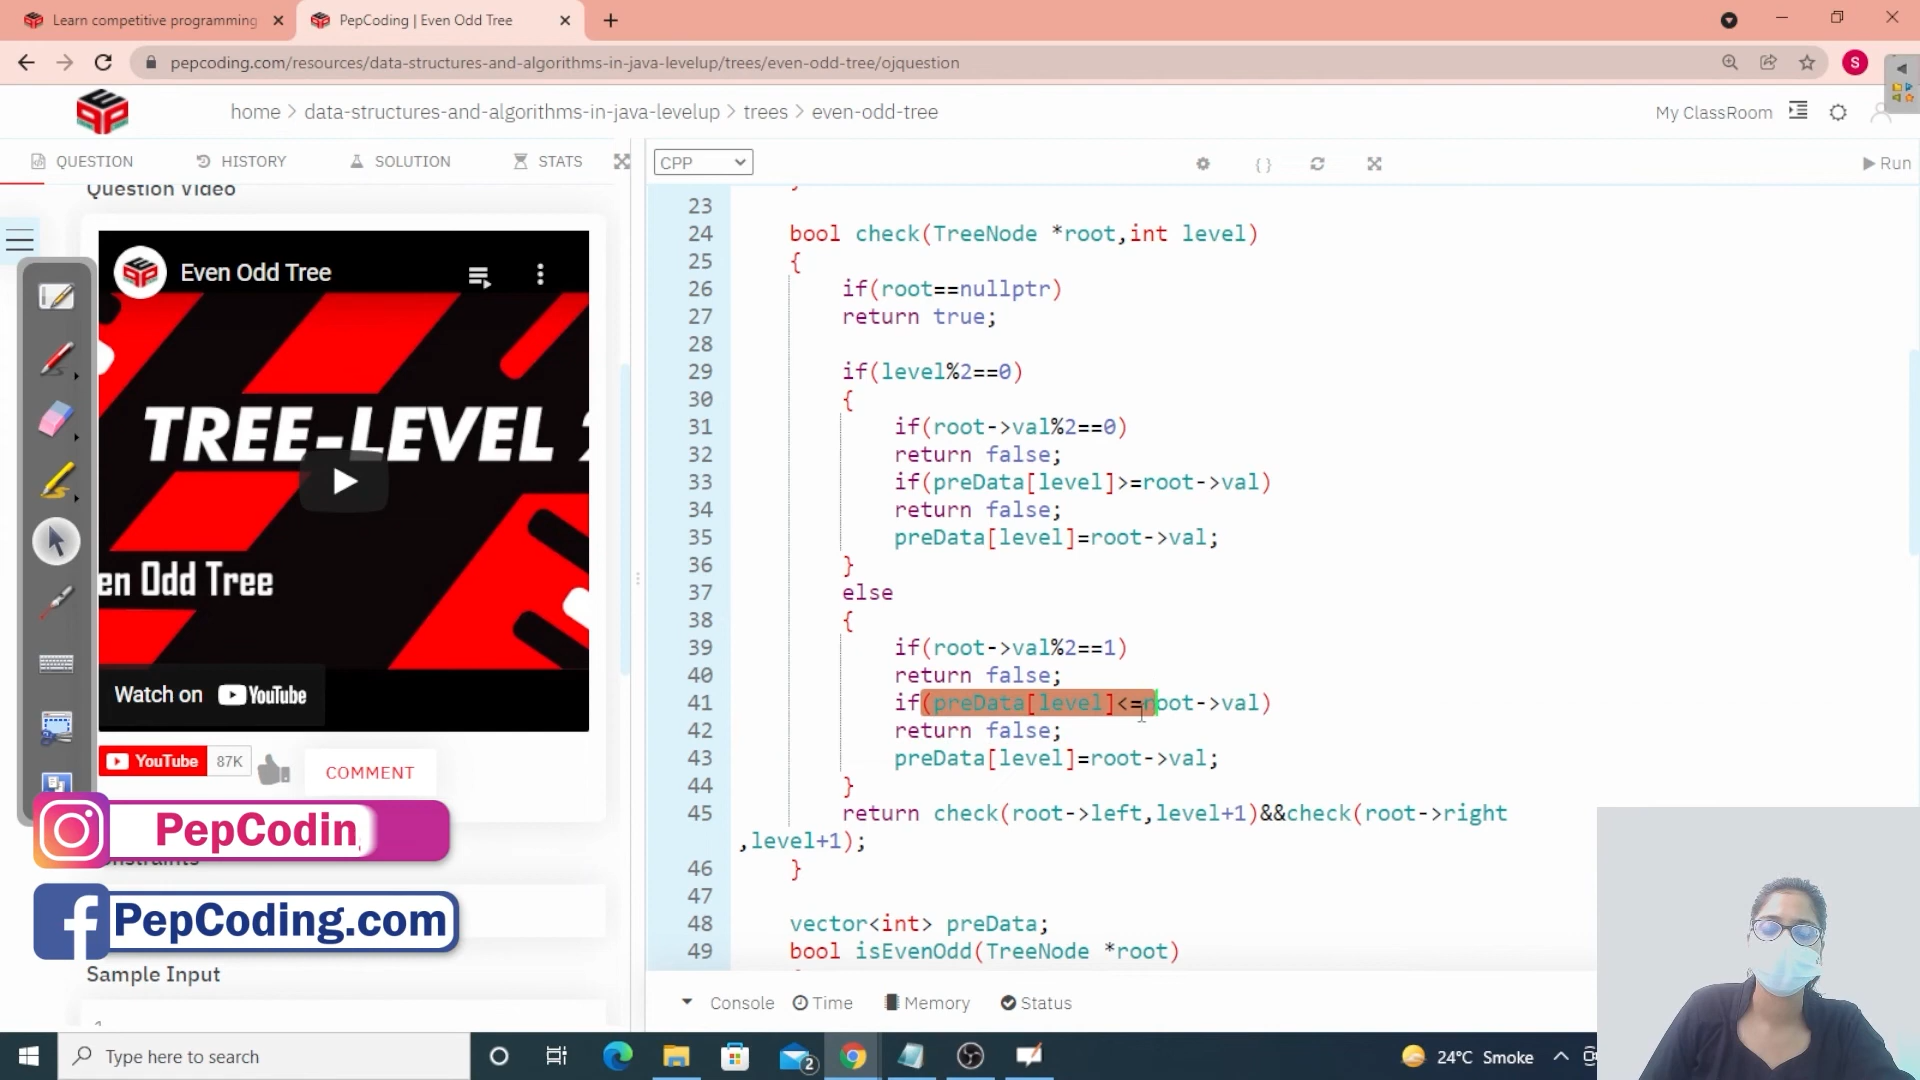 Learn competitive programming
PepCoding | Even Odd Tree
pepcoding.com/resources/data-structures-and-algorithms-in-java-levelup/trees/even-odd-tree/ojquestion
S
home > data-structures-and-algorithms-in-java-levelup > trees > even-odd-tree
My ClassRoom
QUESTION
HISTORY
SOLUTION
STATS
CPP
{ }
Run
Question Video
Even Odd Tree
TREE-LEVEL 2
en Odd Tree
Watch on YouTube
YouTube 87K
COMMENT
PepCodin
PepCoding.com
Sample Input
23
24 bool check(TreeNode *root,int level)
25 {
26 if(root==nullptr)
27 return true;
28
29 if(level%2==0)
30 {
31 if(root->val%2==0)
32 return false;
33 if(preData[level]>=root->val)
34 return false;
35 preData[level]=root->val;
36 }
37 else
38 {
39 if(root->val%2==1)
40 return false;
41 if(preData[level]<=root->val)
42 return false;
43 preData[level]=root->val;
44 }
45 return check(root->left,level+1)&&check(root->right
,level+1);
46 }
47
48 vector<int> preData;
49 bool isEvenOdd(TreeNode *root)
Console
Time
Memory
Status
Type here to search
2
24°C Smoke